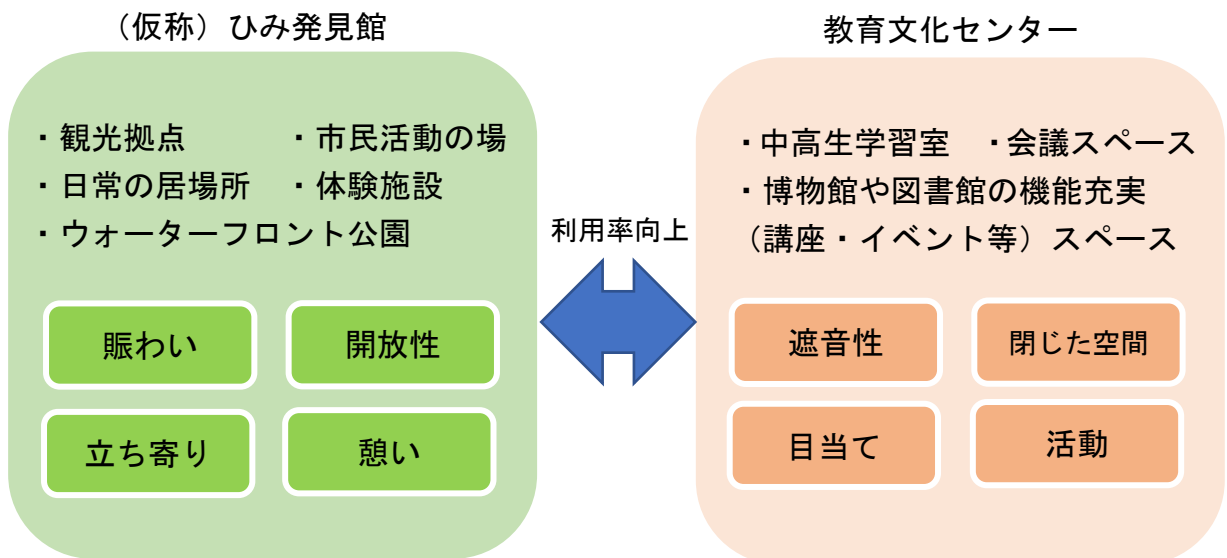 (仮称)ひみ発見館
・観光拠点 ・市民活動の場
・日常の居場所 ・体験施設
・ウォーターフロント公園
賑わい 開放性
立ち寄り 憩い
利用率向上
教育文化センター
・中高生学習室 ・会議スペース
・博物館や図書館の機能充実
(講座・イベント等)スペース
遮音性 閉じた空間
目当て 活動